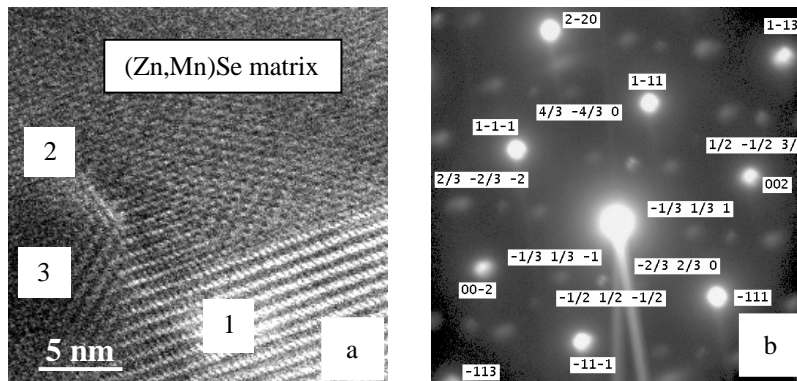 (Zn,Mn)Se matrix
2
3
1
5 nm
a
2-20
1-13
1-11
4/3 -4/3 0
1-1-1
1/2 -1/2 3/
2/3 -2/3 -2
002
-1/3 1/3 1
-1/3 1/3 -1
-2/3 2/3 0
00-2
-1/2 1/2 -1/2
-111
-11-1
b
-113